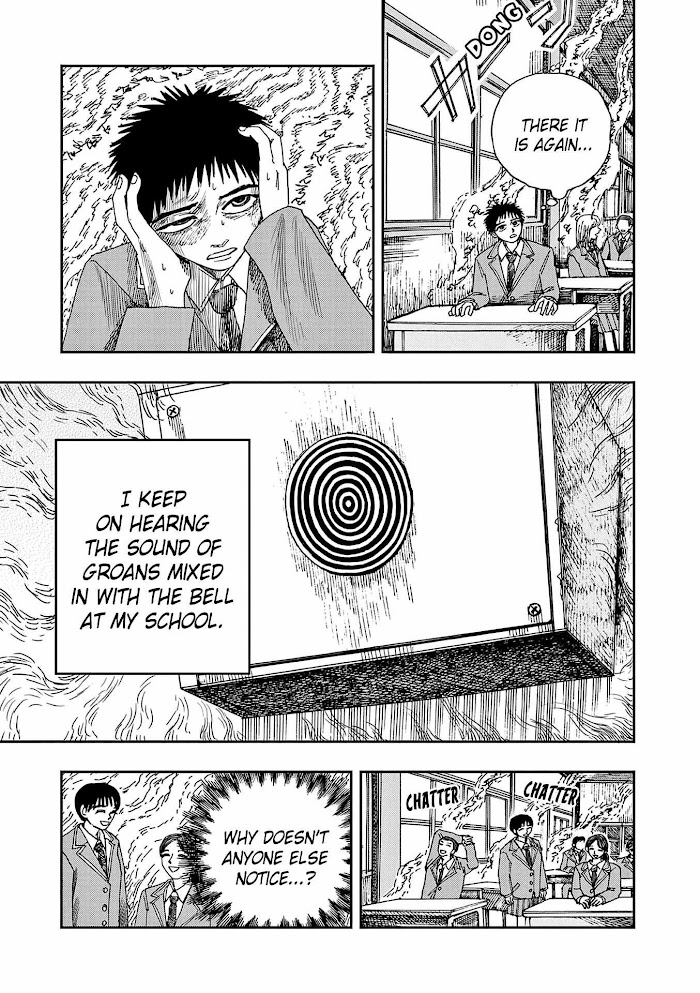 DONG
THERE IT
IS AGAIN...
I KEEP
ON HEARING
THE SOUND OF
GROANS MIXED
IN WITH THE BELL
AT MY SCHOOL.
CHATTER
CHATTER
WHY DOESN'T
ANYONE ELSE
NOTICE...?